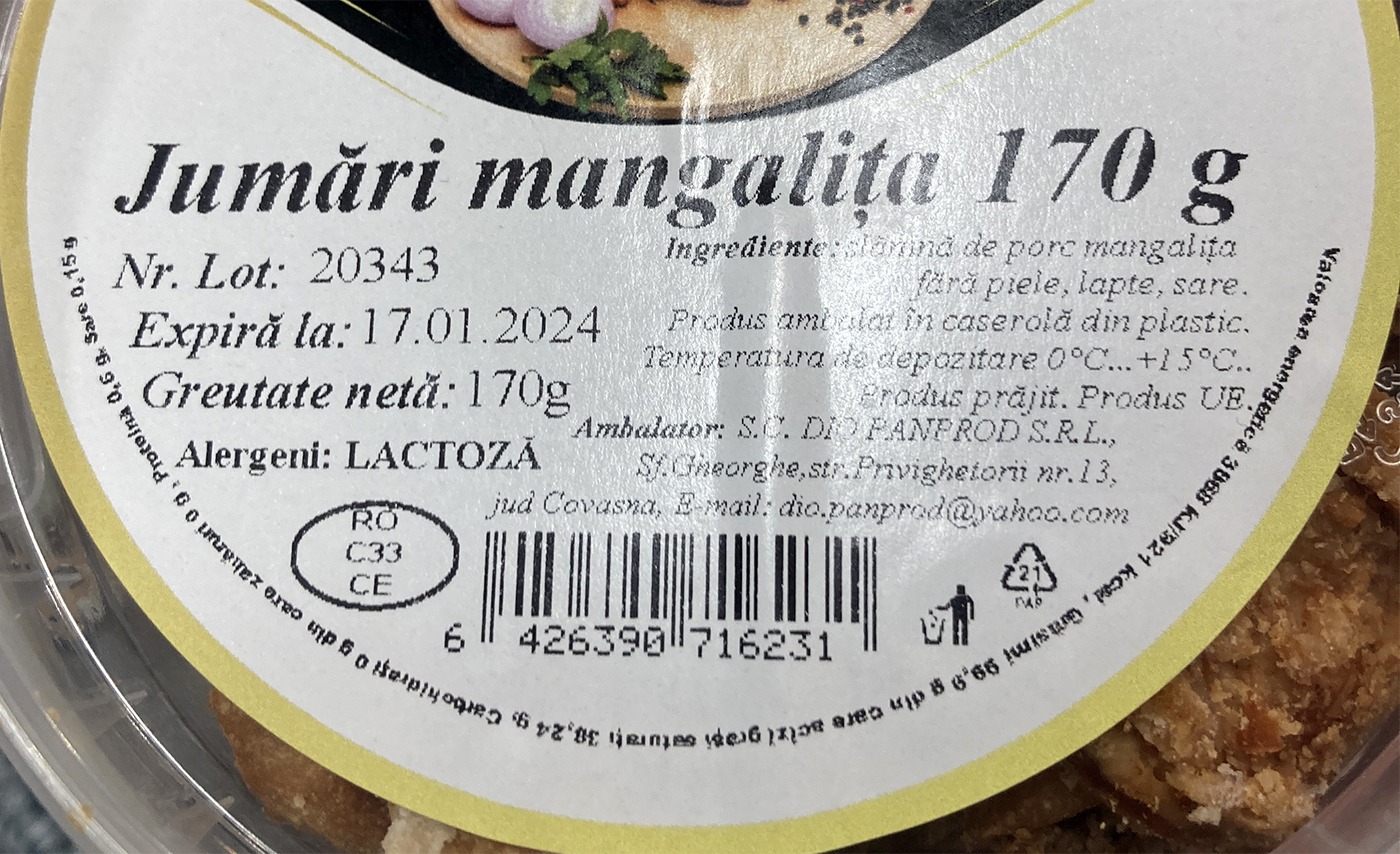 Jumări mangalița 170 g
Nr. Lot: 20343
Expiră la: 17.01.2024
Greutate netă: 170g
Alergeni: LACTOZĂ
Ingrediente: slănină de porc mangalița
fără piele, lapte, sare.
Produs ambalat în caserolă din plastic.
Temperatura de depozitare 0°C...+15°C..
Produs prăjit. Produs UE.
Ambalator: S.C. DIO PANPROD S.R.L.,
Sf.Gheorghe,str.Privighetorii nr.13,
jud Covasna, E-mail: dio.panprod@yahoo.com
RO
C33
CE
6 426390 716231
21
PAP
energetică 3868 KJ/921 kcal, Grăsimi 99,9 g din care acizi grași saturați 38,24 g, Carbohidrați 0 g din care zaharuri 0 g, Proteina 0,6 g, Sare 0,15 g